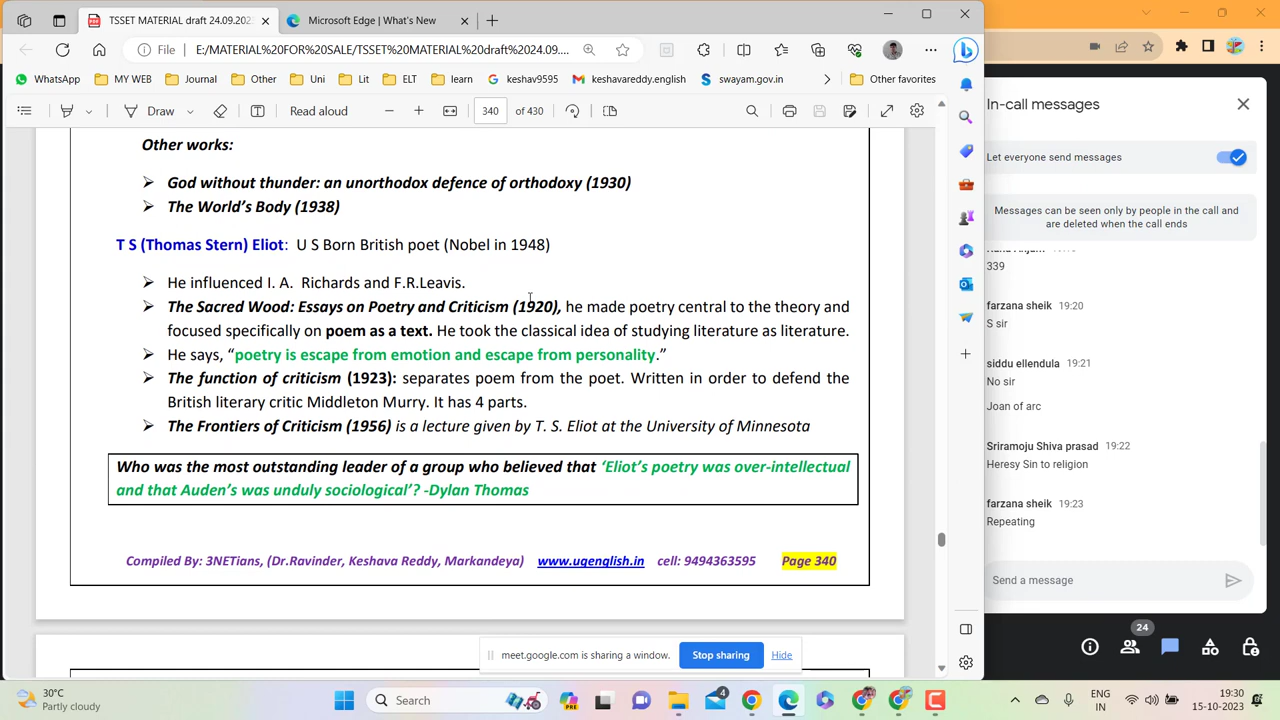 TSSET MATERIAL draft 24.09.202
Microsoft Edge | What's New
File
E:/MATERIAL%20FOR%20SALE/TSSET%20MATERIAL%20draft%2024.09....
WhatsApp
MY WEB
Journal
Other
Uni
Lit
ELT
learn
keshav9595
keshavareddy.english
swayam.gov.in
Other favorites
Draw
Read aloud
340
of 430
Other works:
➢ God without thunder: an unorthodox defence of orthodoxy (1930)
➢ The World's Body (1938)
T S (Thomas Stern) Eliot: U S Born British poet (Nobel in 1948)
➢ He influenced I. A. Richards and F.R.Leavis.
➢ The Sacred Wood: Essays on Poetry and Criticism (1920), he made poetry central to the theory and
focused specifically on poem as a text. He took the classical idea of studying literature as literature.
➢ He says, "poetry is escape from emotion and escape from personality."
➢ The function of criticism (1923): separates poem from the poet. Written in order to defend the
British literary critic Middleton Murry. It has 4 parts.
➢ The Frontiers of Criticism (1956) is a lecture given by T. S. Eliot at the University of Minnesota
Who was the most outstanding leader of a group who believed that 'Eliot's poetry was over-intellectual
and that Auden's was unduly sociological'? -Dylan Thomas
Compiled By: 3NETians, (Dr.Ravinder, Keshava Reddy, Markandeya) www.ugenglish.in cell: 9494363595 Page 340
meet.google.com is sharing a window.
Stop sharing
Hide
In-call messages
Let everyone send messages
Messages can be seen only by people in the call and
are deleted when the call ends
339
farzana sheik 19:20
S sir
siddu ellendula 19:21
No sir
Joan of arc
Sriramoju Shiva prasad 19:22
Heresy Sin to religion
farzana sheik 19:23
Repeating
Send a message
24
30°C
Partly cloudy
Search
PRE
4
ENG
IN
19:30
15-10-2023